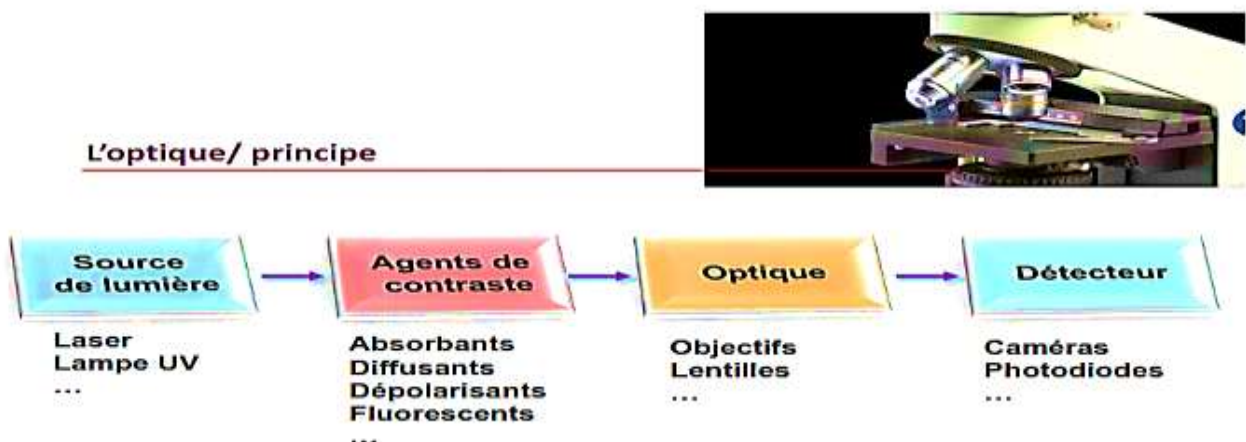 L'optique/ principe
Source
de lumière
Agents de
contraste
Optique
Détecteur
Laser
Lampe UV
...
Absorbants
Diffusants
Dépolarisants
Fluorescents
...
Objectifs
Lentilles
...
Caméras
Photodiodes
...